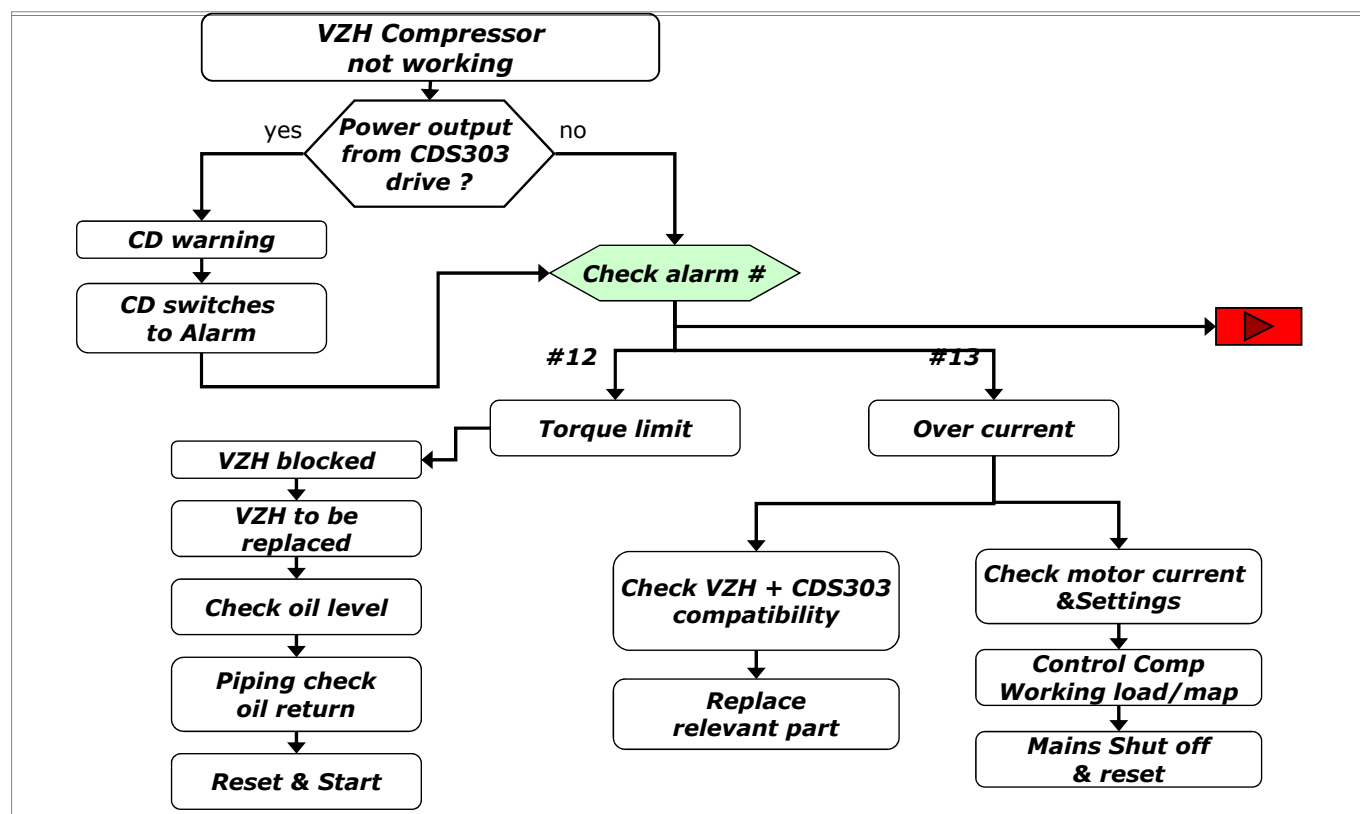 VZH Compressor
not working
yes
Power output
from CDS303
drive ?
no
CD warning
CD switches
to Alarm
Check alarm #
#12
#13
Torque limit
Over current
VZH blocked
VZH to be
replaced
Check oil level
Piping check
oil return
Reset & Start
Check VZH + CDS303
compatibility
Replace
relevant part
Check motor current
&Settings
Control Comp
Working load/map
Mains Shut off
& reset